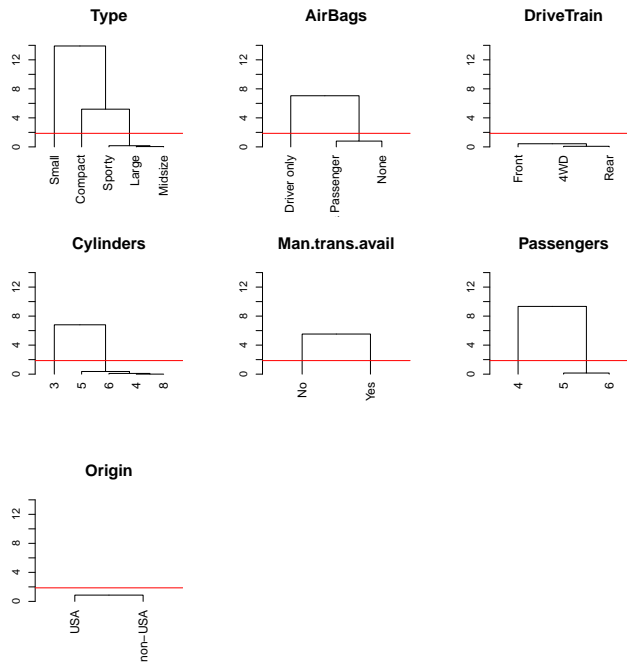 Type
0 4 8 12
Small
Compact
Sporty
Large
Midsize
AirBags
0 4 8 12
Driver only
. Passenger
None
DriveTrain
0 4 8 12
Front
4WD
Rear
Cylinders
0 4 8 12
3
5
6
4
8
Man.trans.avail
0 4 8 12
No
Yes
Passengers
0 4 8 12
4
5
6
Origin
0 4 8 12
USA
non−USA